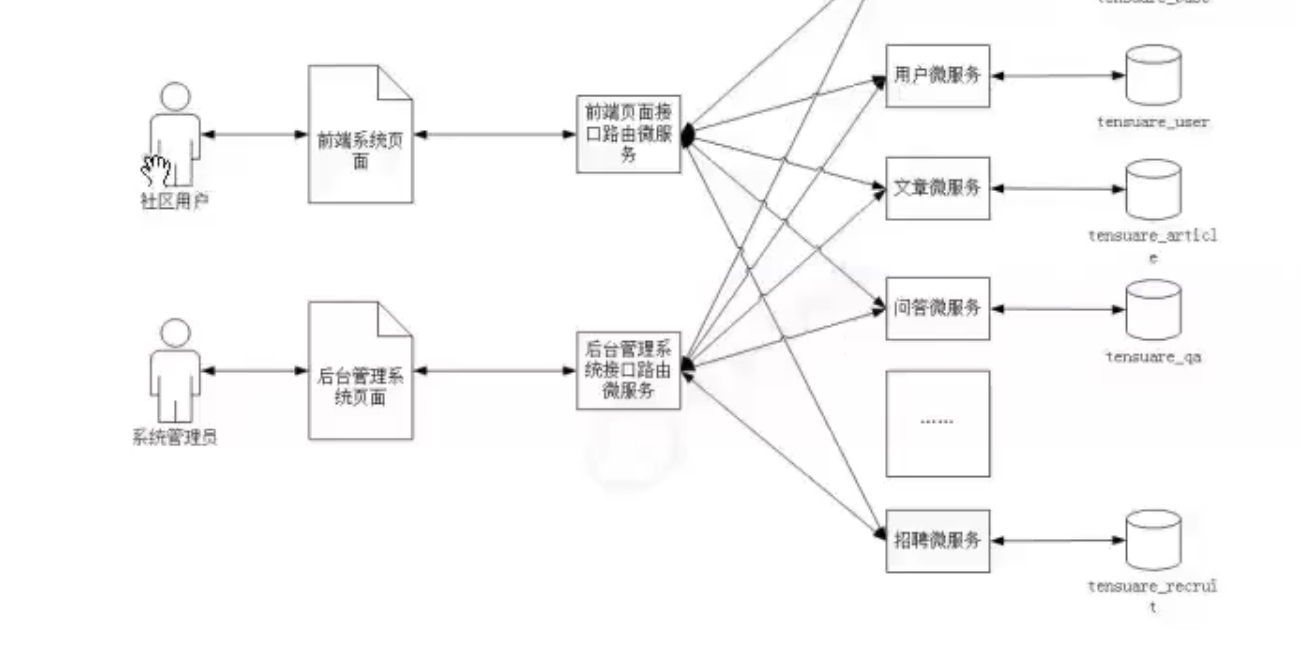 用户微服务
tensuare_user
前端系统页
面
社区用户
前端页面接
口路由微服
务
文章微服务
tensuare_articl
e
问答微服务
tensuare_qa
后台管理系
统页面
系统管理员
后台管理系
统接口路由
微服务
......
招聘微服务
tensuare_recrui
t